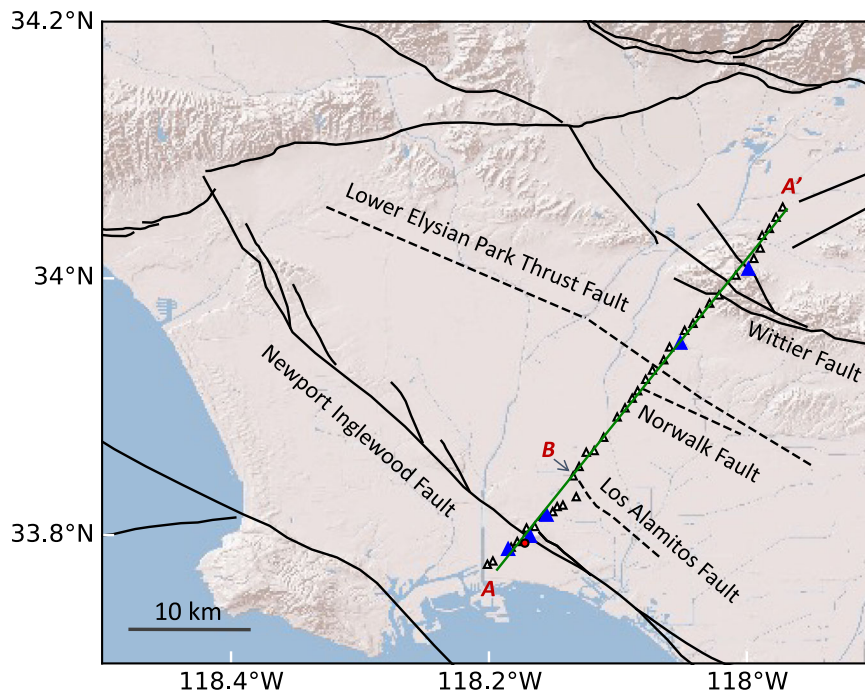 34.2°N
A’
Lower Elysian Park Thrust Fault
34°N
Wittier Fault
Newport Inglewood Fault
Norwalk Fault
B
Los Alamitos Fault
33.8°N
A
10 km
118.4°W
118.2°W
118°W